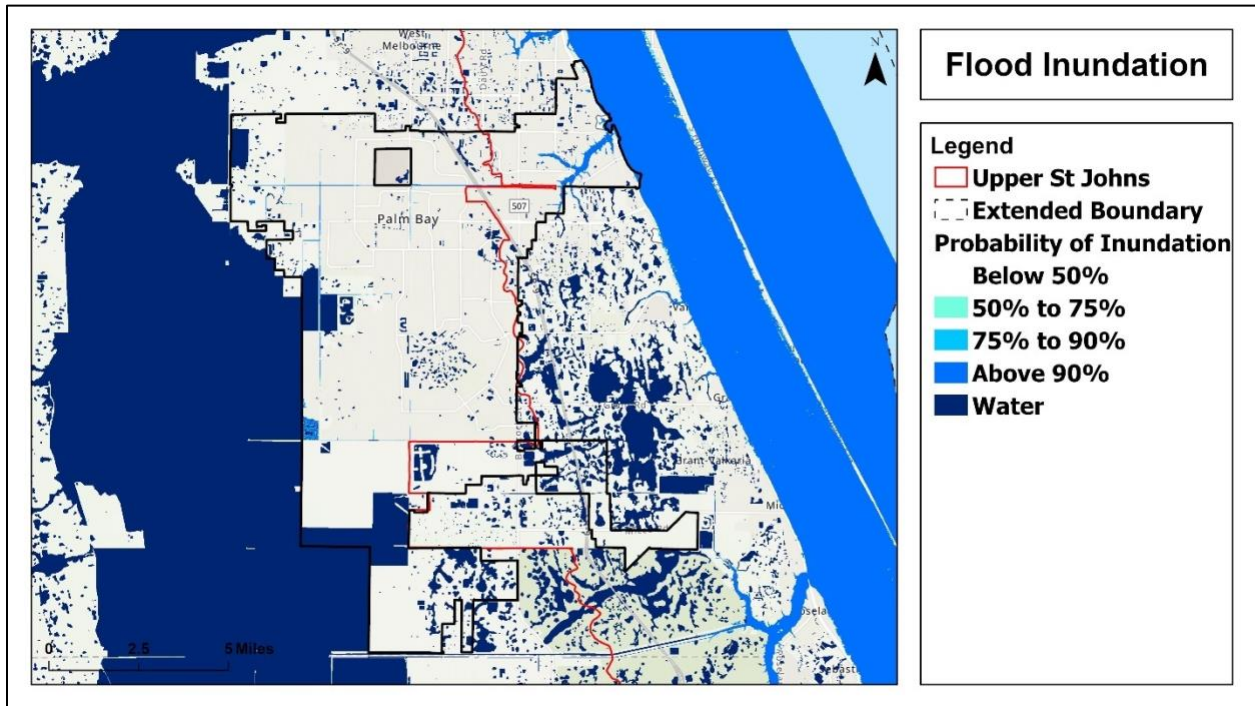 Flood Inundation
Legend
Upper St Johns
Extended Boundary
Probability of Inundation
Below 50%
50% to 75%
75% to 90%
Above 90%
Water
N
West
Melbourne
Palm Bay
507
0
2.5
5 Miles